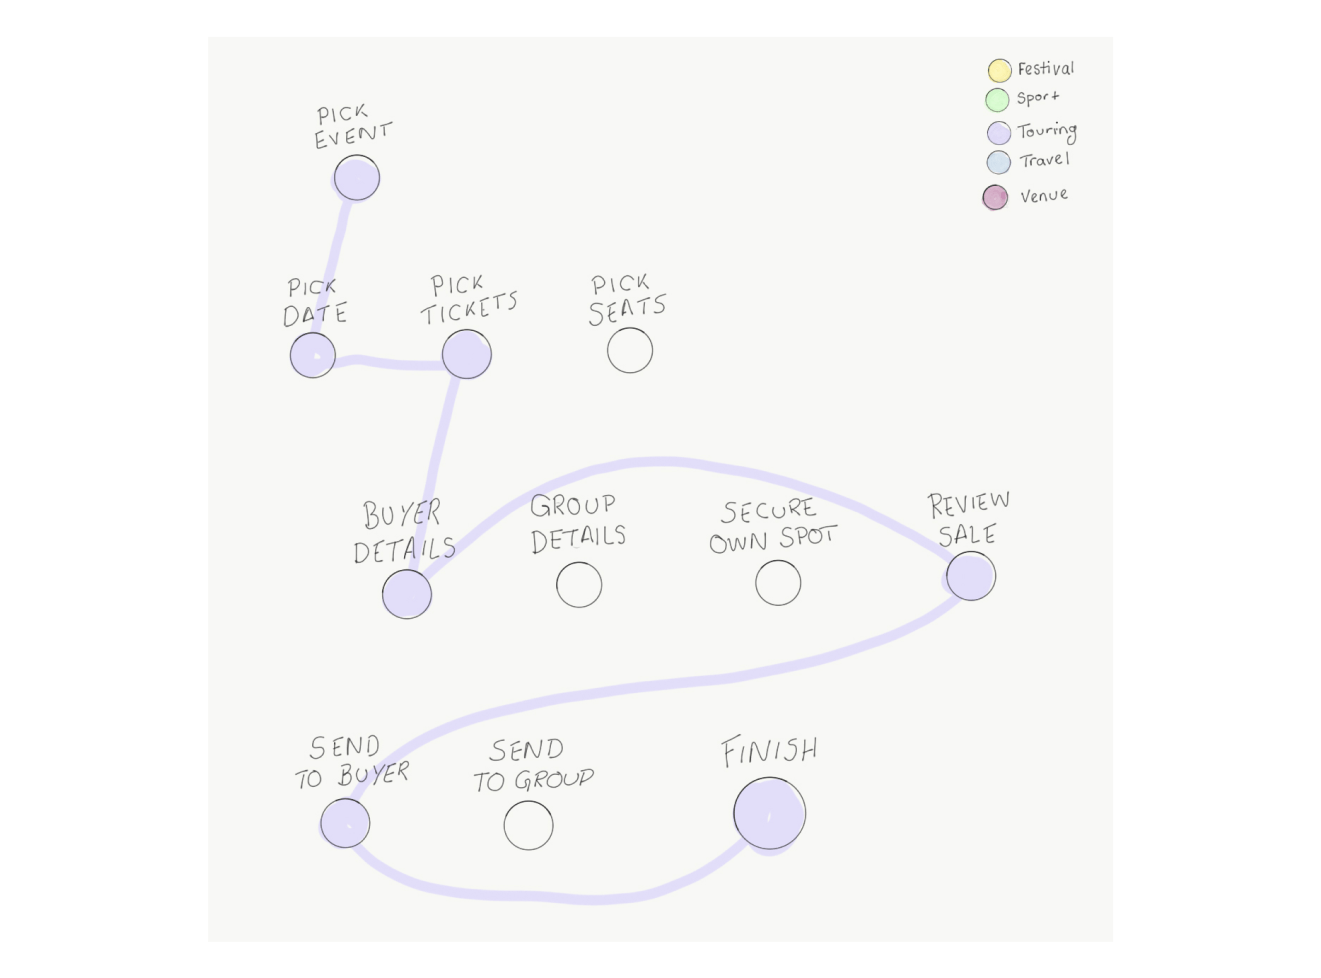 Festival
Sport
Touring
Travel
Venue
PICK
EVENT
PICK
DATE
PICK
TICKETS
PICK
SEATS
BUYER
DETAILS
GROUP
DETAILS
SECURE
OWN SPOT
REVIEW
SALE
SEND
TO BUYER
SEND
TO GROUP
FINISH